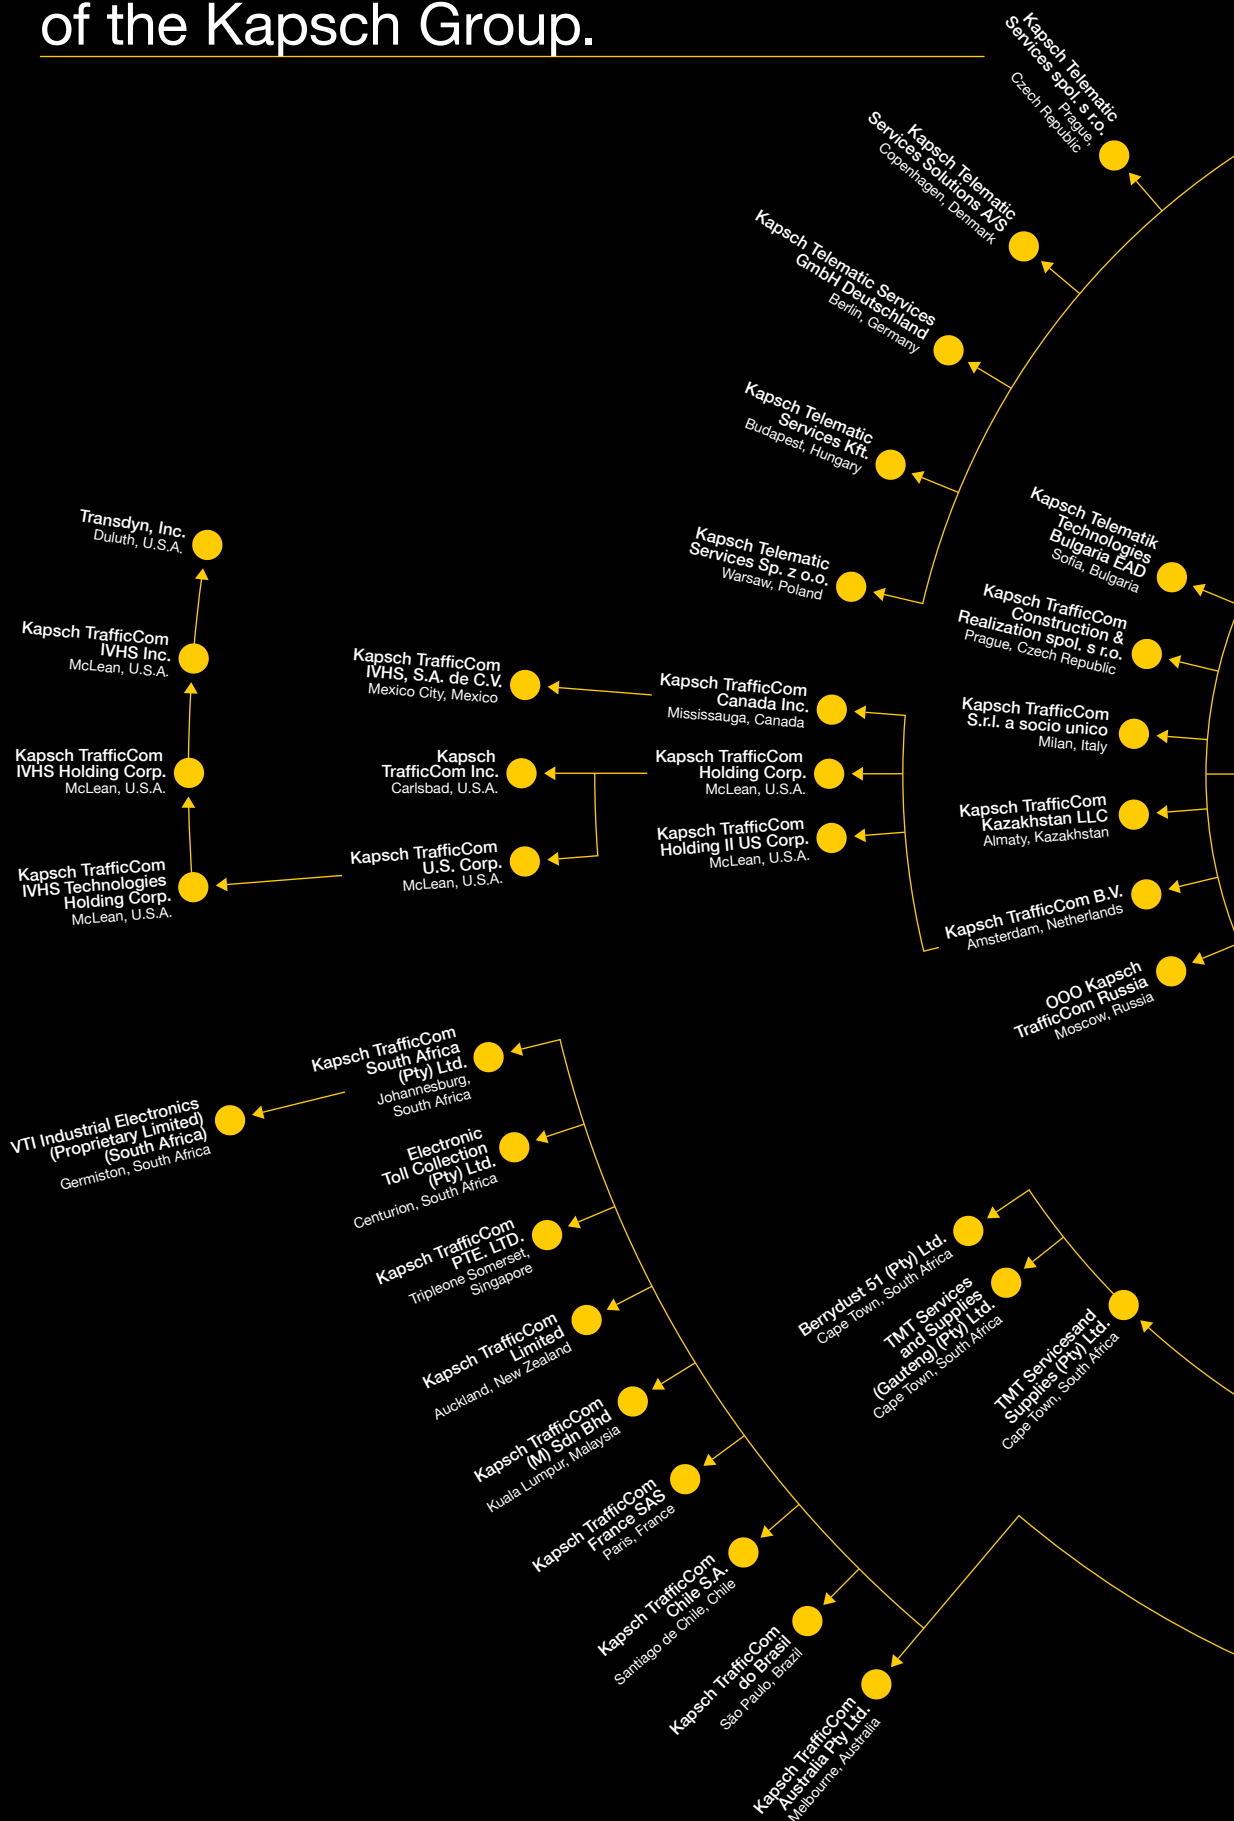 of the Kapsch Group.
Kapsch Telematic
Services spol. s r.o.
Prague,
Czech Republic
Kapsch Telematic
Services Solutions A/S
Copenhagen, Denmark
Kapsch Telematic Services
GmbH Deutschland
Berlin, Germany
Kapsch Telematic
Services Kft.
Budapest, Hungary
Kapsch Telematic
Services Sp. z o.o.
Warsaw, Poland
Kapsch Telematik
Technologies
Bulgaria EAD
Sofia, Bulgaria
Kapsch TrafficCom
Construction &
Realization spol. s r.o.
Prague, Czech Republic
Kapsch TrafficCom
S.r.l. a socio unico
Milan, Italy
Kapsch TrafficCom
Kazakhstan LLC
Almaty, Kazakhstan
Kapsch TrafficCom B.V.
Amsterdam, Netherlands
OOO Kapsch
TrafficCom Russia
Moscow, Russia
Transdyn, Inc.
Duluth, U.S.A.
Kapsch TrafficCom
IVHS Inc.
McLean, U.S.A.
Kapsch TrafficCom
IVHS Holding Corp.
McLean, U.S.A.
Kapsch TrafficCom
IVHS Technologies
Holding Corp.
McLean, U.S.A.
Kapsch TrafficCom
IVHS, S.A. de C.V.
Mexico City, Mexico
Kapsch
TrafficCom Inc.
Carlsbad, U.S.A.
Kapsch TrafficCom
U.S. Corp.
McLean, U.S.A.
Kapsch TrafficCom
Canada Inc.
Mississauga, Canada
Kapsch TrafficCom
Holding Corp.
McLean, U.S.A.
Kapsch TrafficCom
Holding II US Corp.
McLean, U.S.A.
Kapsch TrafficCom
South Africa
(Pty) Ltd.
Johannesburg,
South Africa
VTI Industrial Electronics
(Proprietary Limited)
(South Africa)
Germiston, South Africa
Electronic
Toll Collection
(Pty) Ltd.
Centurion, South Africa
Kapsch TrafficCom
PTE. LTD.
Tripleone Somerset,
Singapore
Kapsch TrafficCom
Limited
Auckland, New Zealand
Kapsch TrafficCom
(M) Sdn Bhd
Kuala Lumpur, Malaysia
Kapsch TrafficCom
France SAS
Paris, France
Kapsch TrafficCom
Chile S.A.
Santiago de Chile, Chile
Kapsch TrafficCom
do Brasil
São Paulo, Brazil
Kapsch TrafficCom
Australia Pty Ltd.
Melbourne, Australia
Berrydust 51 (Pty) Ltd.
Cape Town, South Africa
TMT Services
and Supplies
(Gauteng) (Pty) Ltd.
Cape Town, South Africa
TMT Servicesand
Supplies (Pty) Ltd.
Cape Town, South Africa